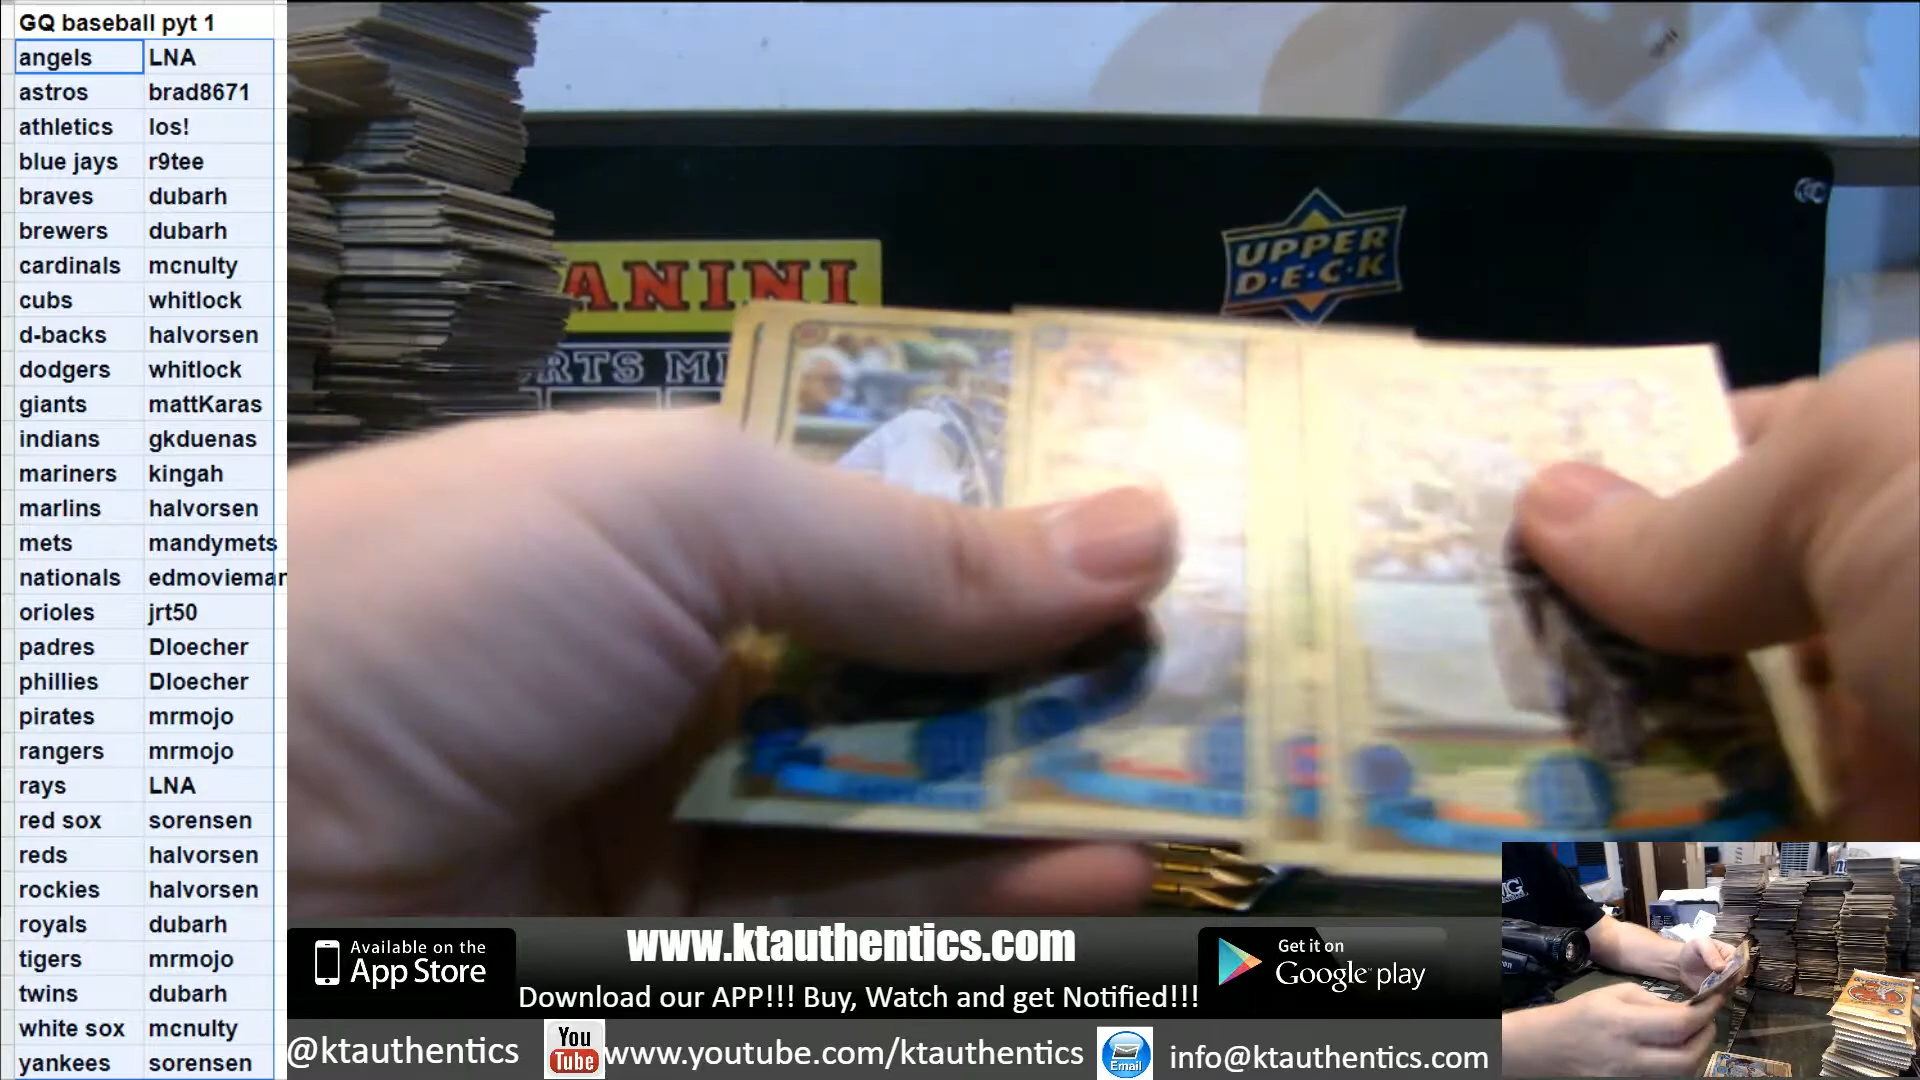 GQ baseball pyt 1
angels LNA
astros brad8671
athletics los!
blue jays r9tee
braves dubarh
brewers dubarh
cardinals mcnulty
cubs whitlock
d-backs halvorsen
dodgers whitlock
giants mattKaras
indians gkduenas
mariners kingah
marlins halvorsen
mets mandymets
nationals edmovieman
orioles jrt50
padres Dloecher
phillies Dloecher
pirates mrmojo
rangers mrmojo
rays LNA
red sox sorensen
reds halvorsen
rockies halvorsen
royals dubarh
tigers mrmojo
twins dubarh
white sox mcnulty
yankees sorensen
UPPER
D·E·C·K
ANINI
RTS M
Available on the
App Store
www.ktauthentics.com
Get it on
Google play
Download our APP!!! Buy, Watch and get Notified!!!
@ktauthentics
You
Tube
www.youtube.com/ktauthentics
Email
info@ktauthentics.com